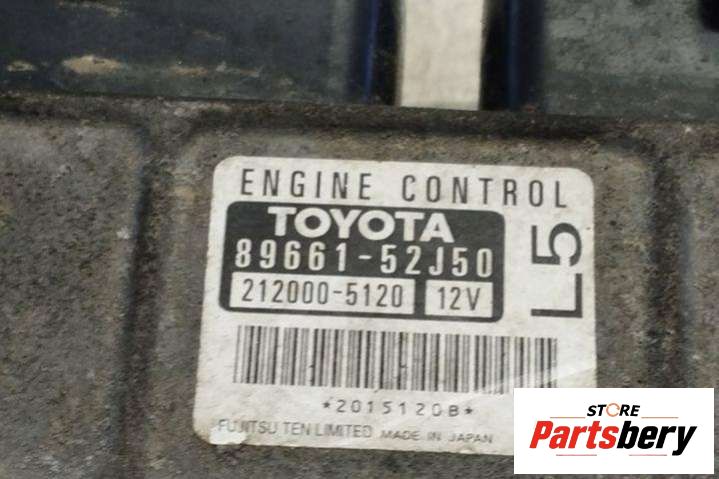 ENGINE CONTROL
TOYOTA
89661-52J50
212000-5120 12V
L5
*2015120B*
FUJITSU TEN LIMITED MADE IN JAPAN
STORE
Partsbery